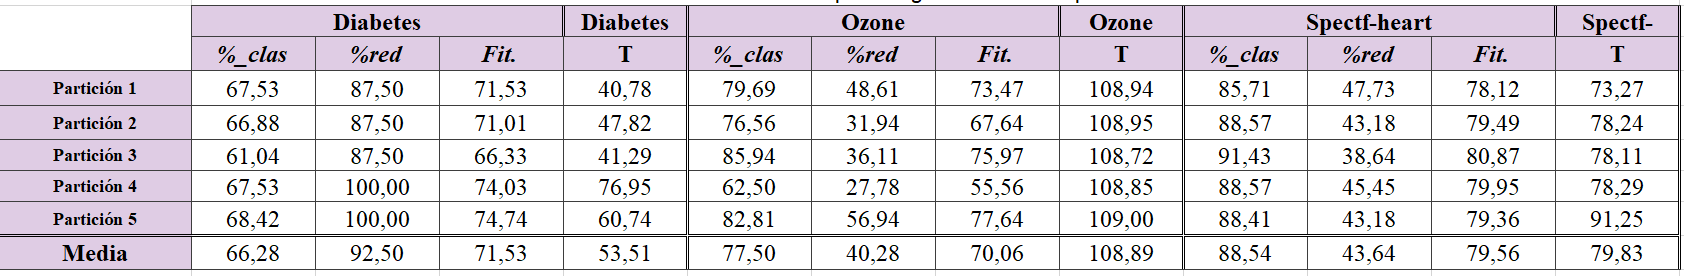 Diabetes Diabetes Ozone Ozone Spectf-heart Spectf-
%_clas %red Fit. T %_clas %red Fit. T %_clas %red Fit. T
Partición 1 67,53 87,50 71,53 40,78 79,69 48,61 73,47 108,94 85,71 47,73 78,12 73,27
Partición 2 66,88 87,50 71,01 47,82 76,56 31,94 67,64 108,95 88,57 43,18 79,49 78,24
Partición 3 61,04 87,50 66,33 41,29 85,94 36,11 75,97 108,72 91,43 38,64 80,87 78,11
Partición 4 67,53 100,00 74,03 76,95 62,50 27,78 55,56 108,85 88,57 45,45 79,95 78,29
Partición 5 68,42 100,00 74,74 60,74 82,81 56,94 77,64 109,00 88,41 43,18 79,36 91,25
Media 66,28 92,50 71,53 53,51 77,50 40,28 70,06 108,89 88,54 43,64 79,56 79,83